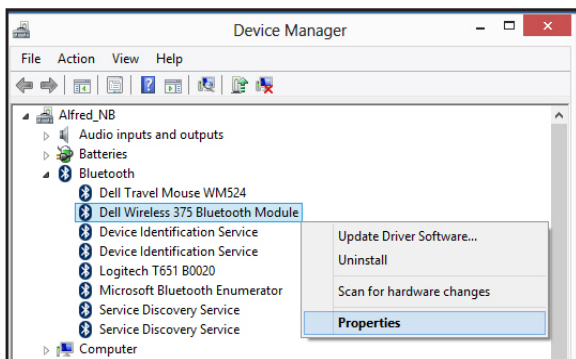 Device Manager
File Action View Help
Alfred_NB
Audio inputs and outputs
Batteries
Bluetooth
Dell Travel Mouse WM524
Dell Wireless 375 Bluetooth Module
Device Identification Service
Device Identification Service
Logitech T651 B0020
Microsoft Bluetooth Enumerator
Service Discovery Service
Service Discovery Service
Computer
Update Driver Software...
Uninstall
Scan for hardware changes
Properties